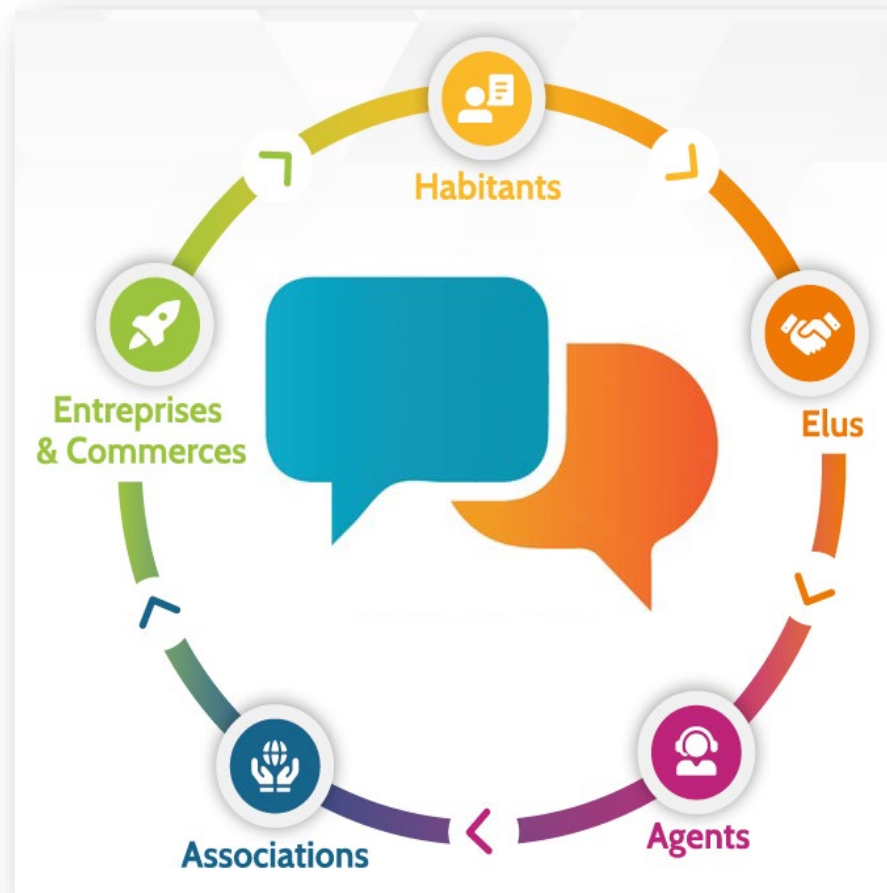 Habitants
Elus
Agents
Associations
Entreprises
& Commerces